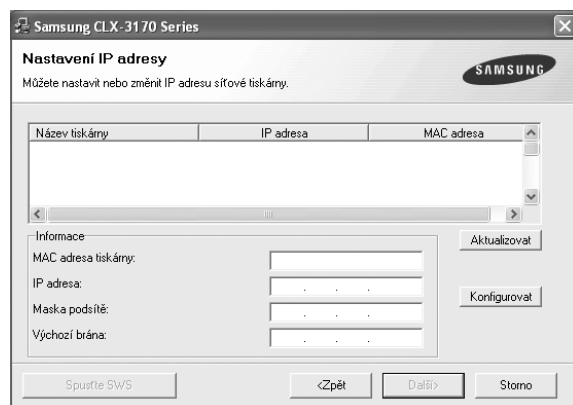 Samsung CLX-3170 Series
Nastavení IP adresy
Můžete nastavit nebo změnit IP adresu síťové tiskárny.
SAMSUNG
Název tiskárny IP adresa MAC adresa
Informace
Aktualizovat
MAC adresa tiskárny:
IP adresa:
Konfigurovat
Maska podsítě:
Výchozí brána:
Spusťte SWS <Zpět Další> Storno